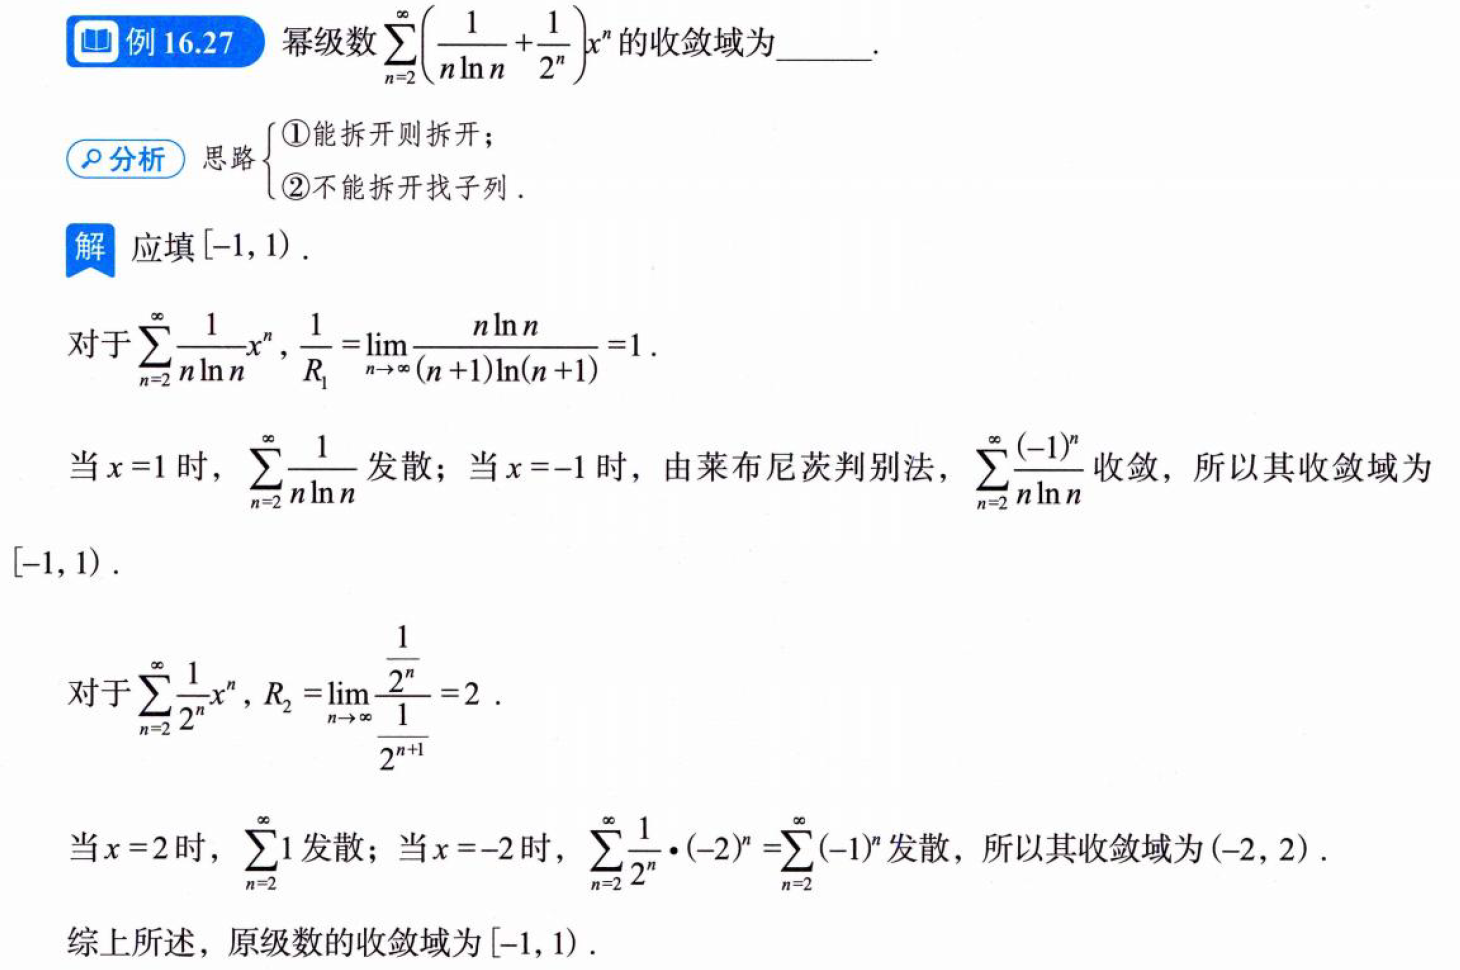 例 16.27 幂级数 $\sum_{n=2}^{\infty}\left(\frac{1}{n\ln n}+\frac{1}{2^n}\right)x^n$ 的收敛域为______.
分析 思路 ①能拆开则拆开;
②不能拆开找子列.
解 应填[–1, 1).
对于 $\sum_{n=2}^{\infty}\frac{1}{n\ln n}x^n, \frac{1}{R_1}=\lim_{n\to\infty}\frac{n\ln n}{(n+1)\ln(n+1)}=1$.
当 x=1 时, $\sum_{n=2}^{\infty}\frac{1}{n\ln n}$ 发散; 当 x=–1 时, 由莱布尼茨判别法, $\sum_{n=2}^{\infty}\frac{(-1)^n}{n\ln n}$ 收敛, 所以其收敛域为
[–1, 1).
对于 $\sum_{n=2}^{\infty}\frac{1}{2^n}x^n, R_2=\lim_{n\to\infty}\frac{\frac{1}{2^n}}{\frac{1}{2^{n+1}}}=2$.
当 x=2 时, $\sum_{n=2}^{\infty}1$ 发散; 当 x=–2 时, $\sum_{n=2}^{\infty}\frac{1}{2^n}\cdot(-2)^n=\sum_{n=2}^{\infty}(-1)^n$ 发散, 所以其收敛域为 (–2, 2).
综上所述, 原级数的收敛域为[–1, 1).